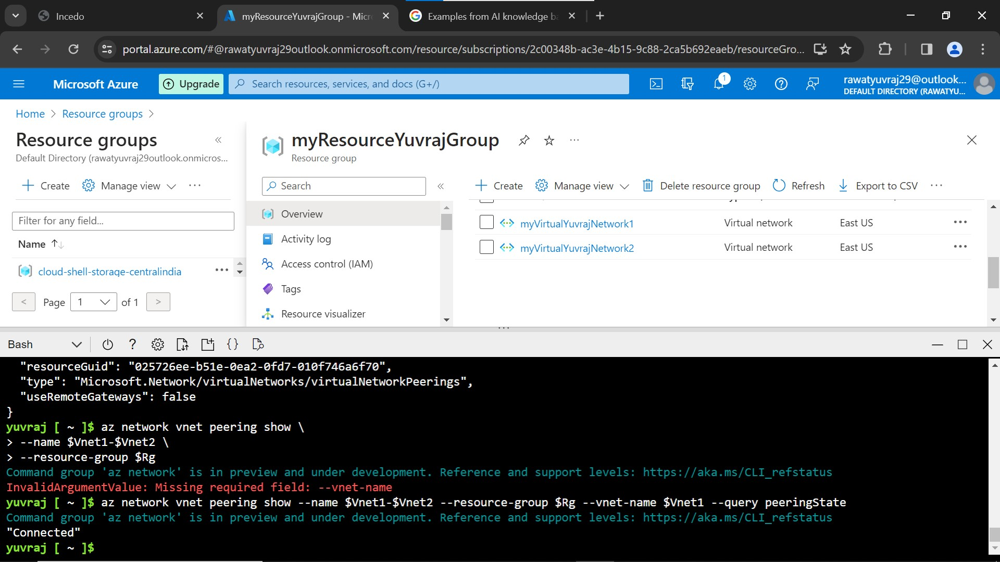 Incedo
myResourceYuvrajGroup - Micr
Examples from AI knowledge b
portal.azure.com/#@rawatyuvraj29outlook.onmicrosoft.com/resource/subscriptions/2c00348b-ac3e-4b15-9c88-2ca5b692eaeb/resourceGro...
Microsoft Azure
Upgrade
Search resources, services, and docs (G+/)
1
rawatyuvraj29@outlook...
DEFAULT DIRECTORY (RAWATYU...
Home > Resource groups >
Resource groups
Default Directory (rawatyuvraj29outlook.onmicros...
Create
Manage view
Filter for any field...
Name
cloud-shell-storage-centralindia
< Page 1 of 1 >
myResourceYuvrajGroup
Resource group
Search
Overview
Activity log
Access control (IAM)
Tags
Resource visualizer
Create
Manage view
Delete resource group
Refresh
Export to CSV
myVirtualYuvrajNetwork1 Virtual network East US
myVirtualYuvrajNetwork2 Virtual network East US
Bash
"resourceGuid": "025726ee-b51e-0ea2-0fd7-010f746a6f70",
"type": "Microsoft.Network/virtualNetworks/virtualNetworkPeerings",
"useRemoteGateways": false
}
yuvraj [ ~ ]$ az network vnet peering show \
> --name $Vnet1-$Vnet2 \
> --resource-group $Rg
Command group 'az network' is in preview and under development. Reference and support levels: https://aka.ms/CLI_refstatus
InvalidArgumentValue: Missing required field: --vnet-name
yuvraj [ ~ ]$ az network vnet peering show --name $Vnet1-$Vnet2 --resource-group $Rg --vnet-name $Vnet1 --query peeringState
Command group 'az network' is in preview and under development. Reference and support levels: https://aka.ms/CLI_refstatus
"Connected"
yuvraj [ ~ ]$